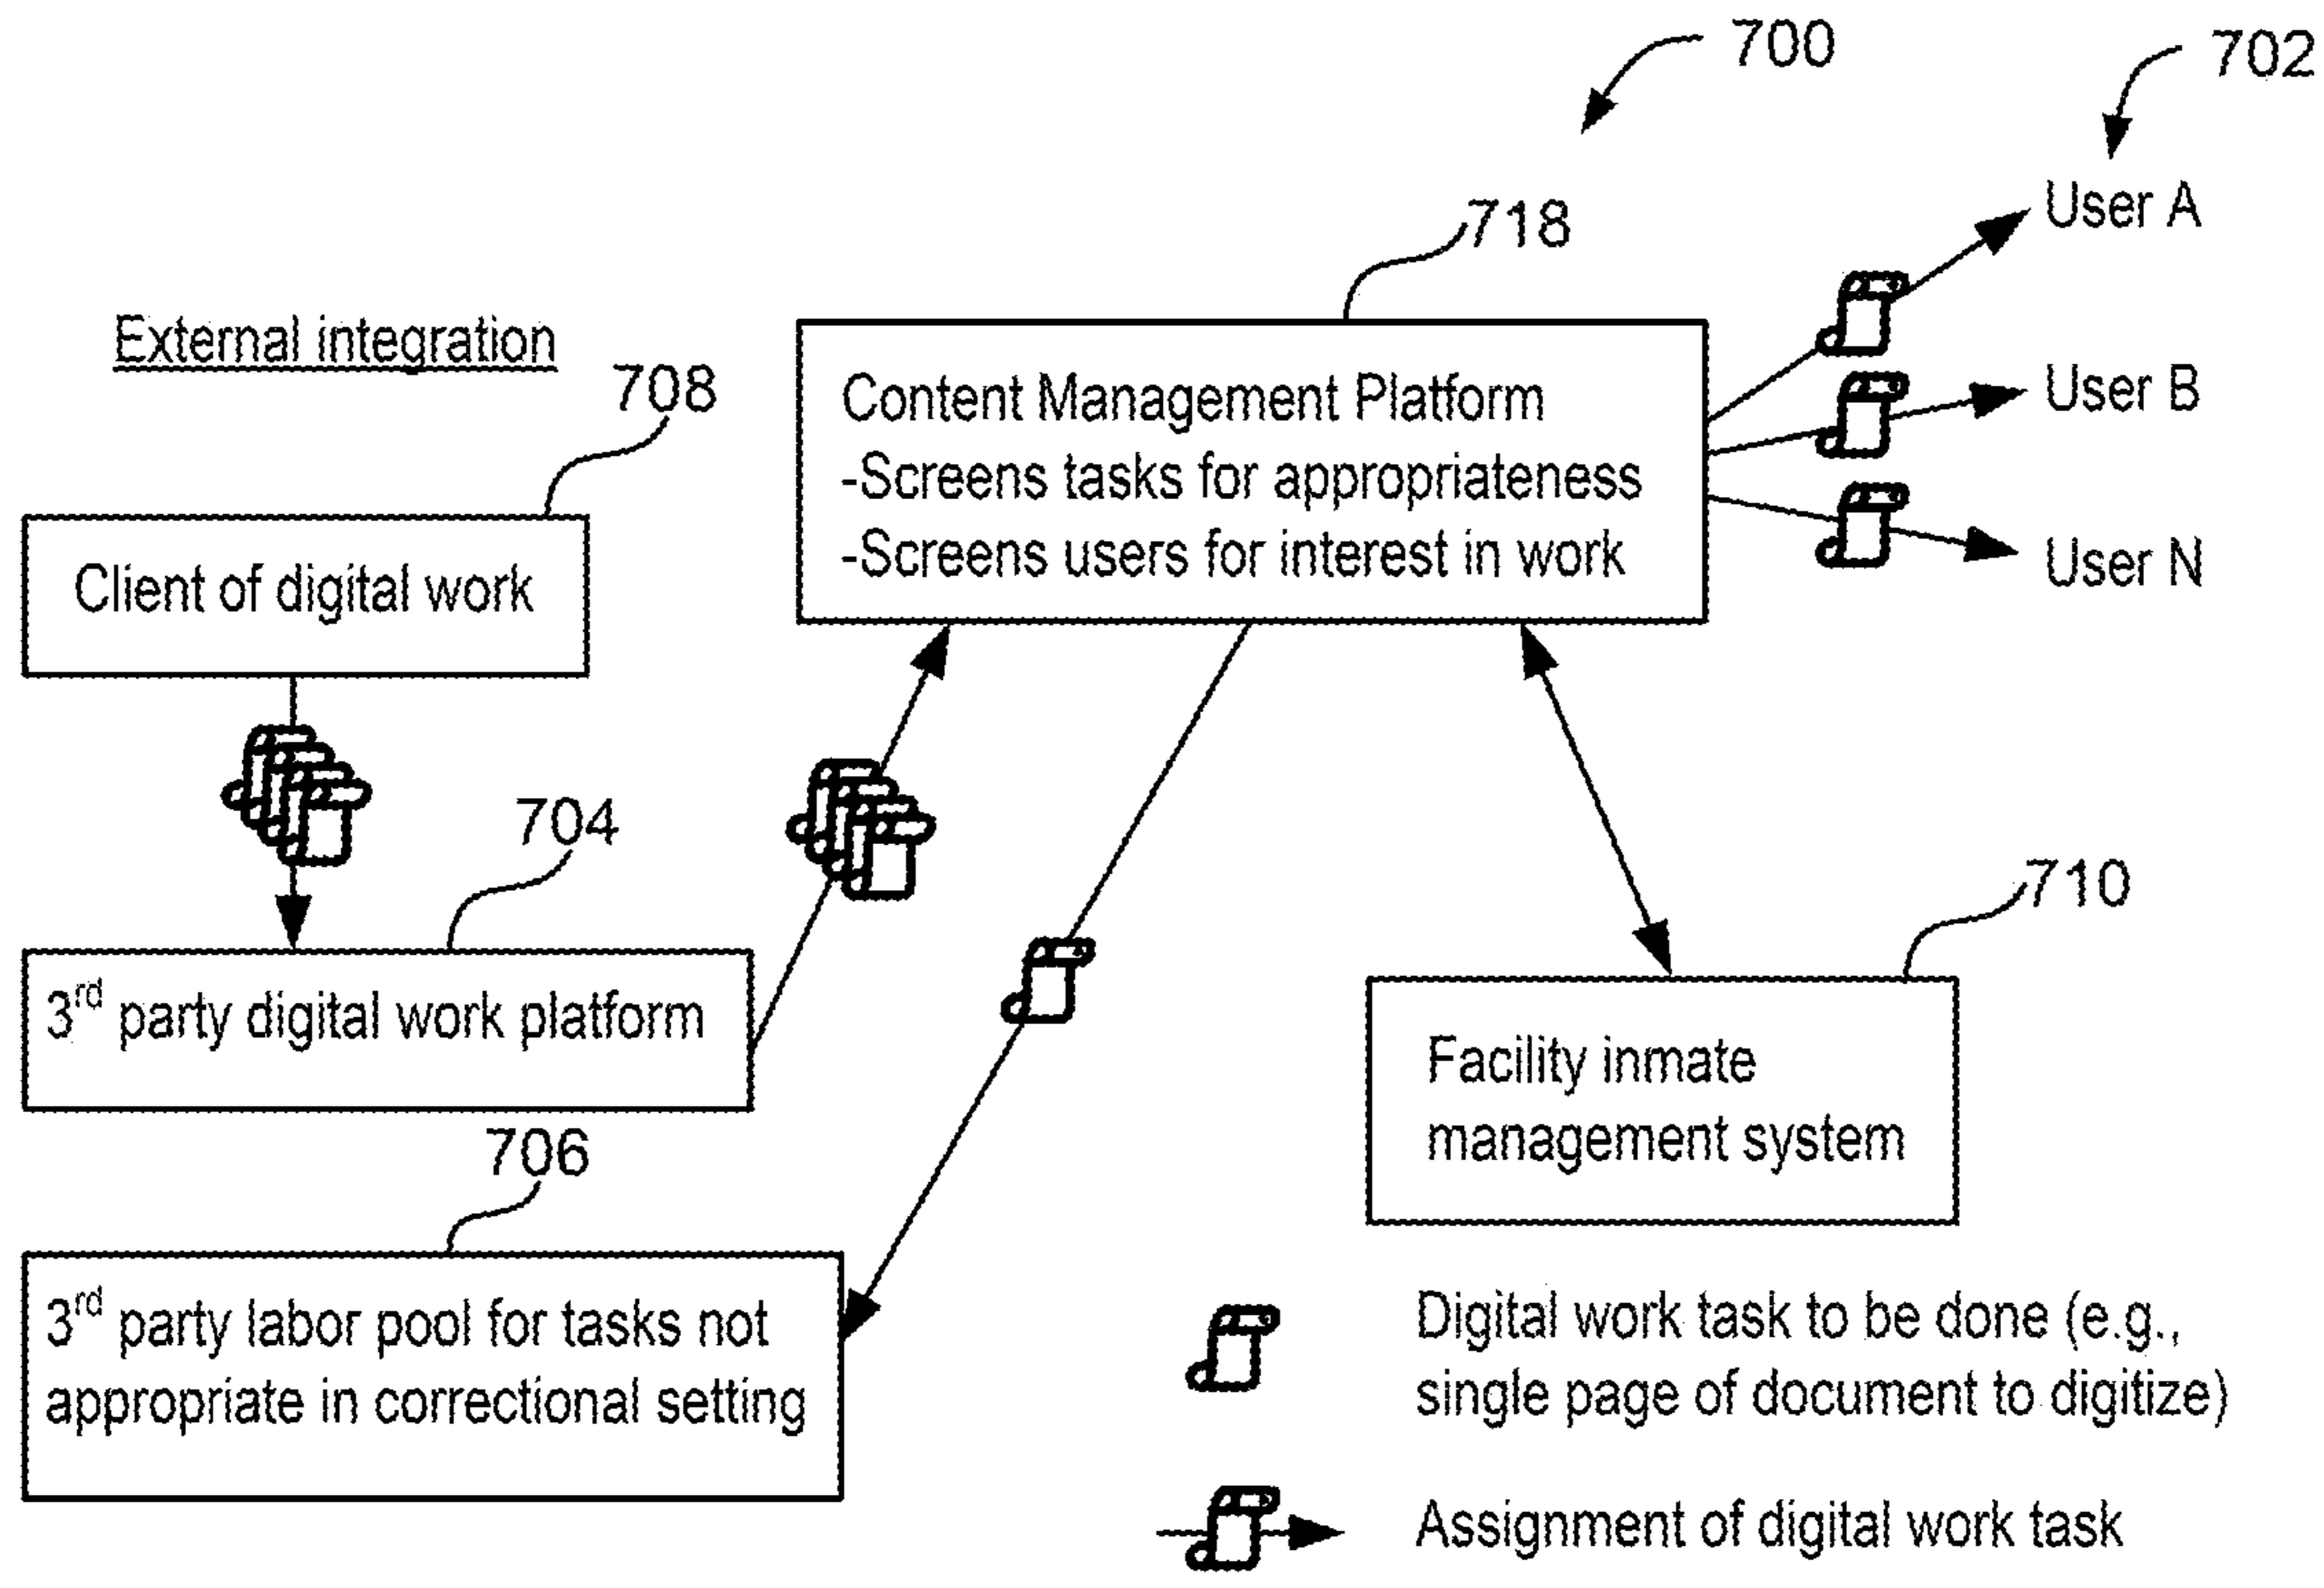 700
702
User A
718
External integration
708
Content Management Platform
-Screens tasks for appropriateness
-Screens users for interest in work
User B
User N
Client of digital work
704
710
3rd party digital work platform
706
Facility inmate
management system
3rd party labor pool for tasks not
appropriate in correctional setting
Digital work task to be done (e.g.,
single page of document to digitize)
Assignment of digital work task